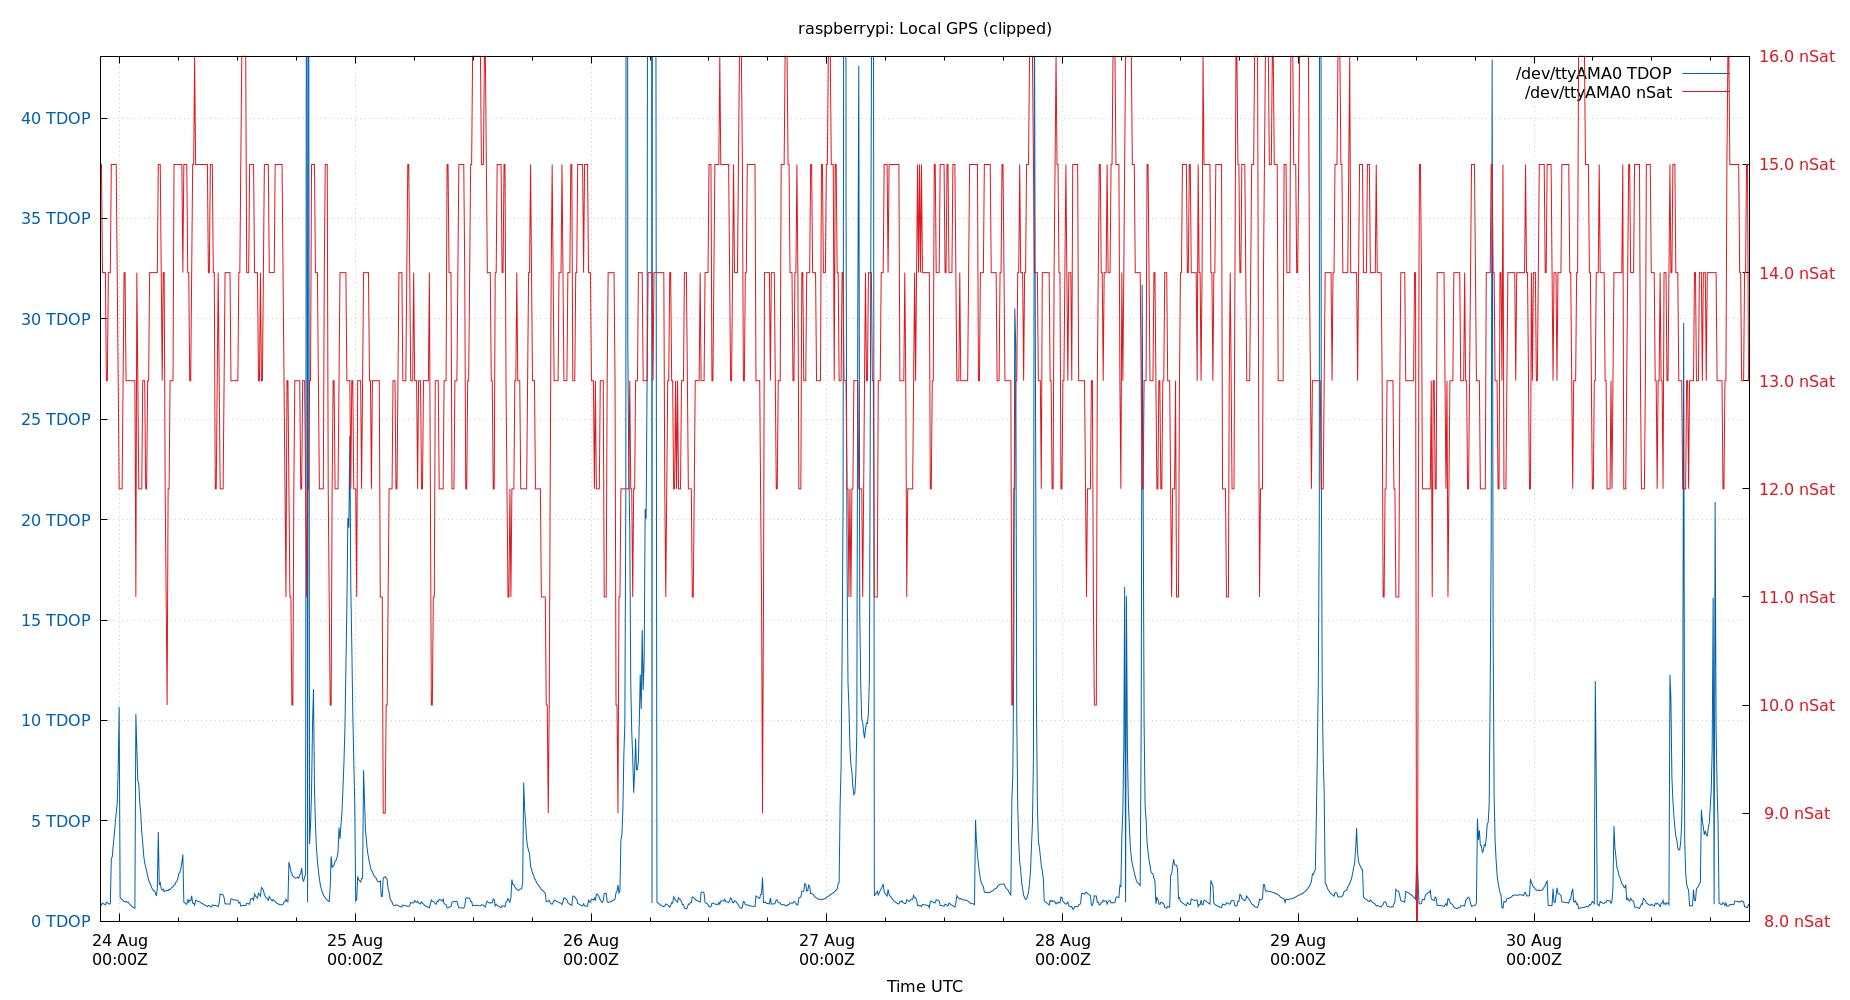 raspberrypi: Local GPS (clipped)
/dev/ttyAMA0 TDOP
/dev/ttyAMA0 nSat
40 TDOP
35 TDOP
30 TDOP
25 TDOP
20 TDOP
15 TDOP
10 TDOP
5 TDOP
0 TDOP
16.0 nSat
15.0 nSat
14.0 nSat
13.0 nSat
12.0 nSat
11.0 nSat
10.0 nSat
9.0 nSat
8.0 nSat
24 Aug 25 Aug 26 Aug 27 Aug 28 Aug 29 Aug 30 Aug
00:00Z 00:00Z 00:00Z 00:00Z 00:00Z 00:00Z 00:00Z
Time UTC